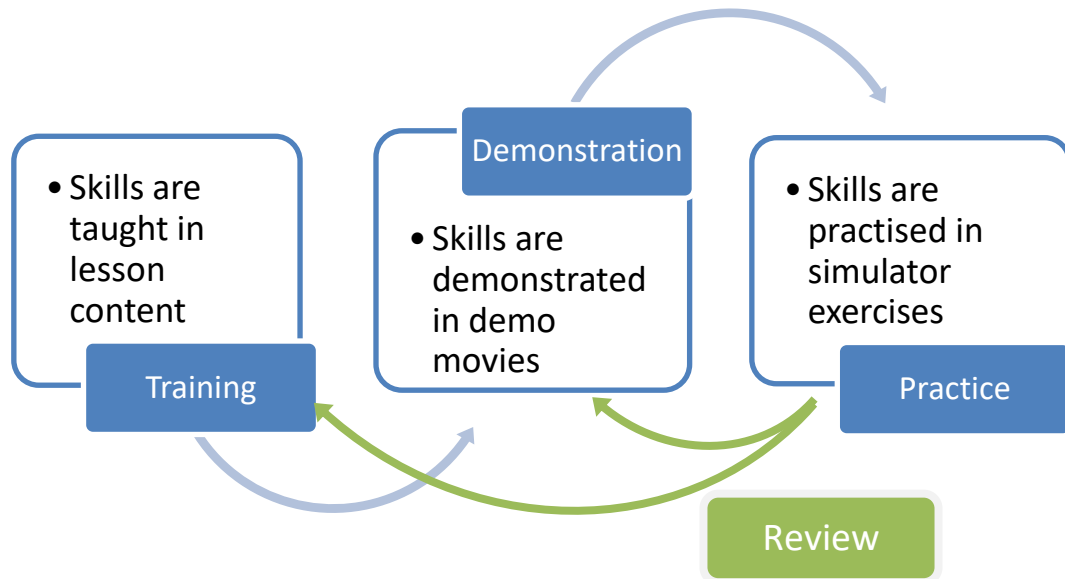 • Skills are
taught in
lesson
content
Training
Demonstration
• Skills are
demonstrated
in demo
movies
• Skills are
practised in
simulator
exercises
Practice
Review